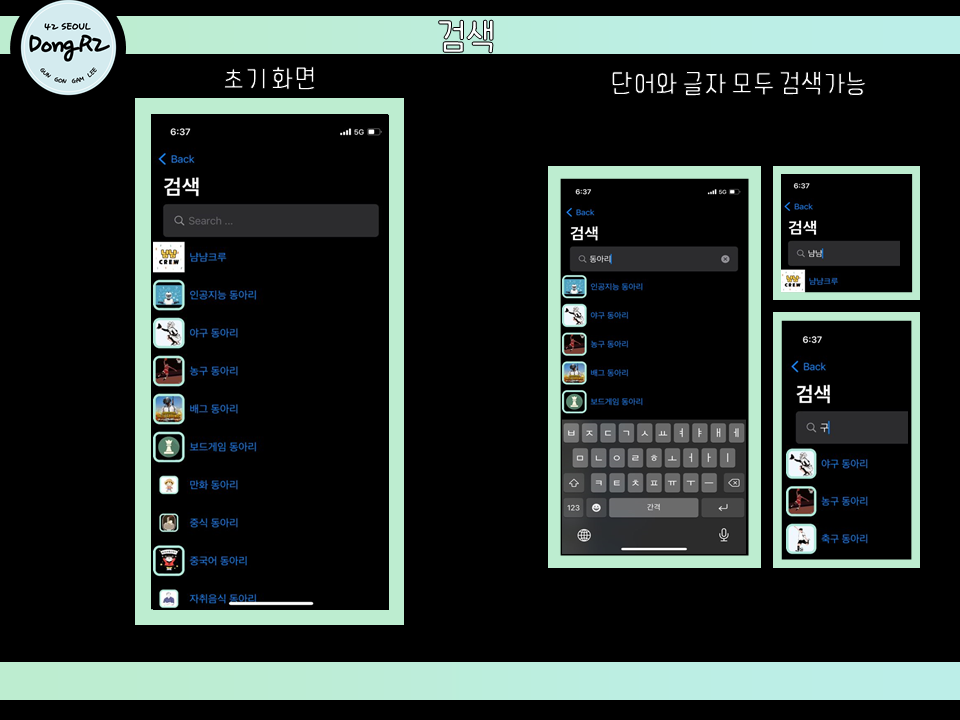 42 SEOUL
DongRZ
GUN GON GAM LEE
검색
초기화면
단어와 글자 모두 검색가능
6:37
5G
Back
검색
Search ...
냠냠
CREW
냠냠크루
인공지능 동아리
야구 동아리
농구 동아리
배그 동아리
보드게임 동아리
만화 동아리
중식 동아리
중국어 동아리
자취음식 동아리
6:37
5G
Back
검색
동아리
인공지능 동아리
야구 동아리
농구 동아리
배그 동아리
보드게임 동아리
ㅂ ㅈ ㄷ ㄱ ㅅ ㅛ ㅕ ㅑ ㅐ ㅔ
ㅁ ㄴ ㅇ ㄹ ㅎ ㅗ ㅓ ㅏ ㅣ
ㅋ ㅌ ㅊ ㅍ ㅠ ㅜ ㅡ
123
간격
6:37
Back
검색
냠냠
냠냠
CREW
냠냠크루
6:37
Back
검색
구
야구 동아리
농구 동아리
축구 동아리